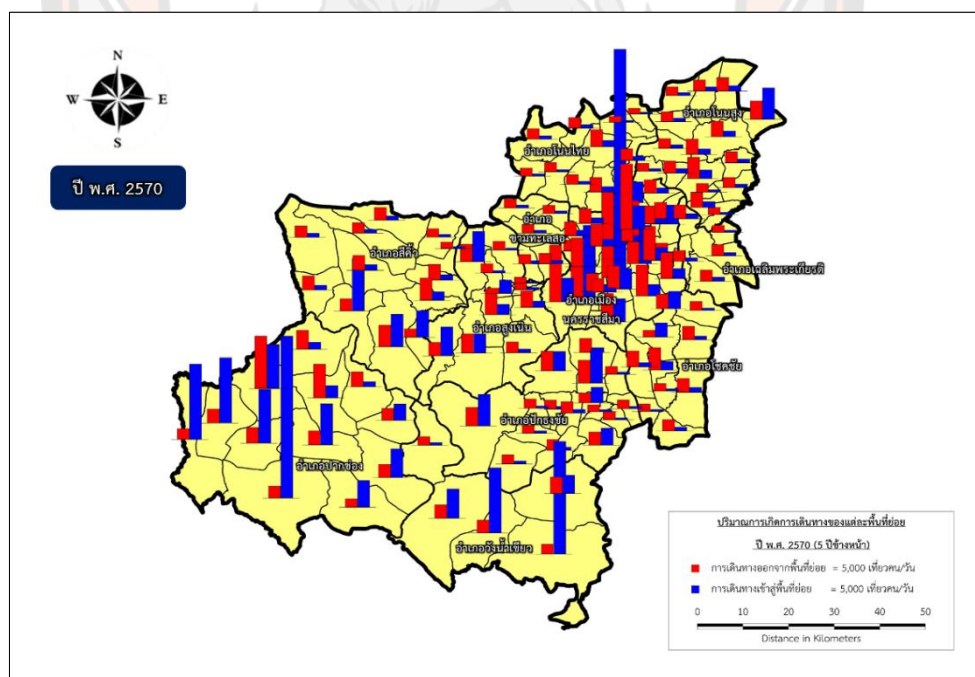 N
W E
S
ปี พ.ศ. 2570
อำเภอโนนสูง
อำเภอโนนไทย
อำเภอ
ขามทะเลสอ
อำเภอสีคิ้ว
อำเภอเฉลิมพระเกียรติ
อำเภอเมือง
นครราชสีมา
อำเภอสูงเนิน
อำเภอโชคชัย
อำเภอปักธงชัย
อำเภอปากช่อง
อำเภอวังน้ำเขียว
ปริมาณการเกิดการเดินทางของแต่ละพื้นที่ย่อย
ปี พ.ศ. 2570 (5 ปีข้างหน้า)
การเดินทางออกจากพื้นที่ย่อย = 5,000 เที่ยวคน/วัน
การเดินทางเข้าสู่พื้นที่ย่อย = 5,000 เที่ยวคน/วัน
0 10 20 30 40 50
Distance in Kilometers